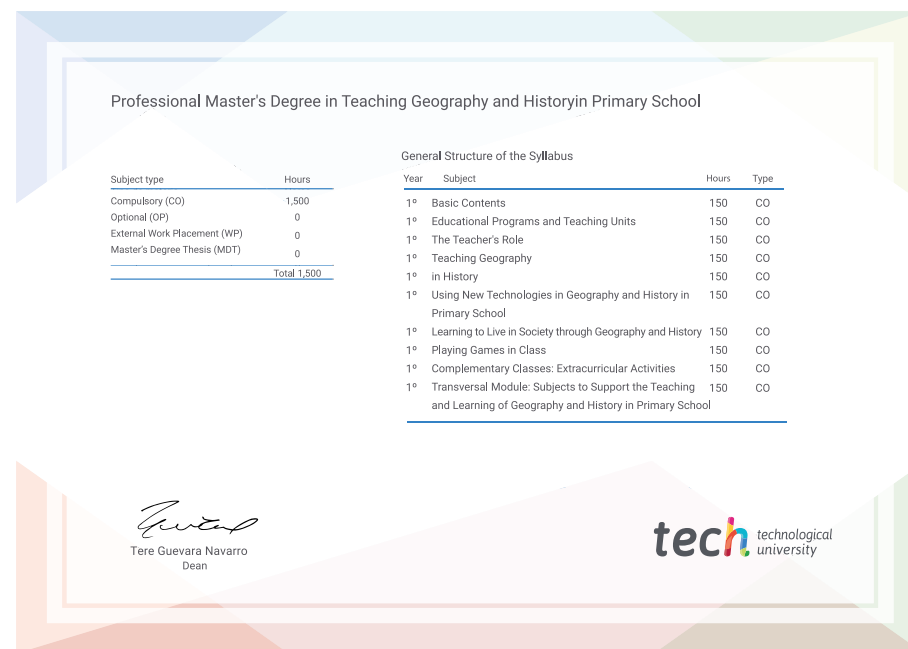 Professional Master's Degree in Teaching Geography and Historyin Primary School
General Structure of the Syllabus
Subject type Hours
Compulsory (CO) 1,500
Optional (OP) 0
External Work Placement (WP) 0
Master's Degree Thesis (MDT) 0
Total 1,500
Year Subject Hours Type
1º Basic Contents 150 CO
1º Educational Programs and Teaching Units 150 CO
1º The Teacher's Role 150 CO
1º Teaching Geography 150 CO
1º in History 150 CO
1º Using New Technologies in Geography and History in 150 CO
Primary School
1º Learning to Live in Society through Geography and History 150 CO
1º Playing Games in Class 150 CO
1º Complementary Classes: Extracurricular Activities 150 CO
1º Transversal Module: Subjects to Support the Teaching 150 CO
and Learning of Geography and History in Primary School
Tere Guevara Navarro
Dean
tech technological
university